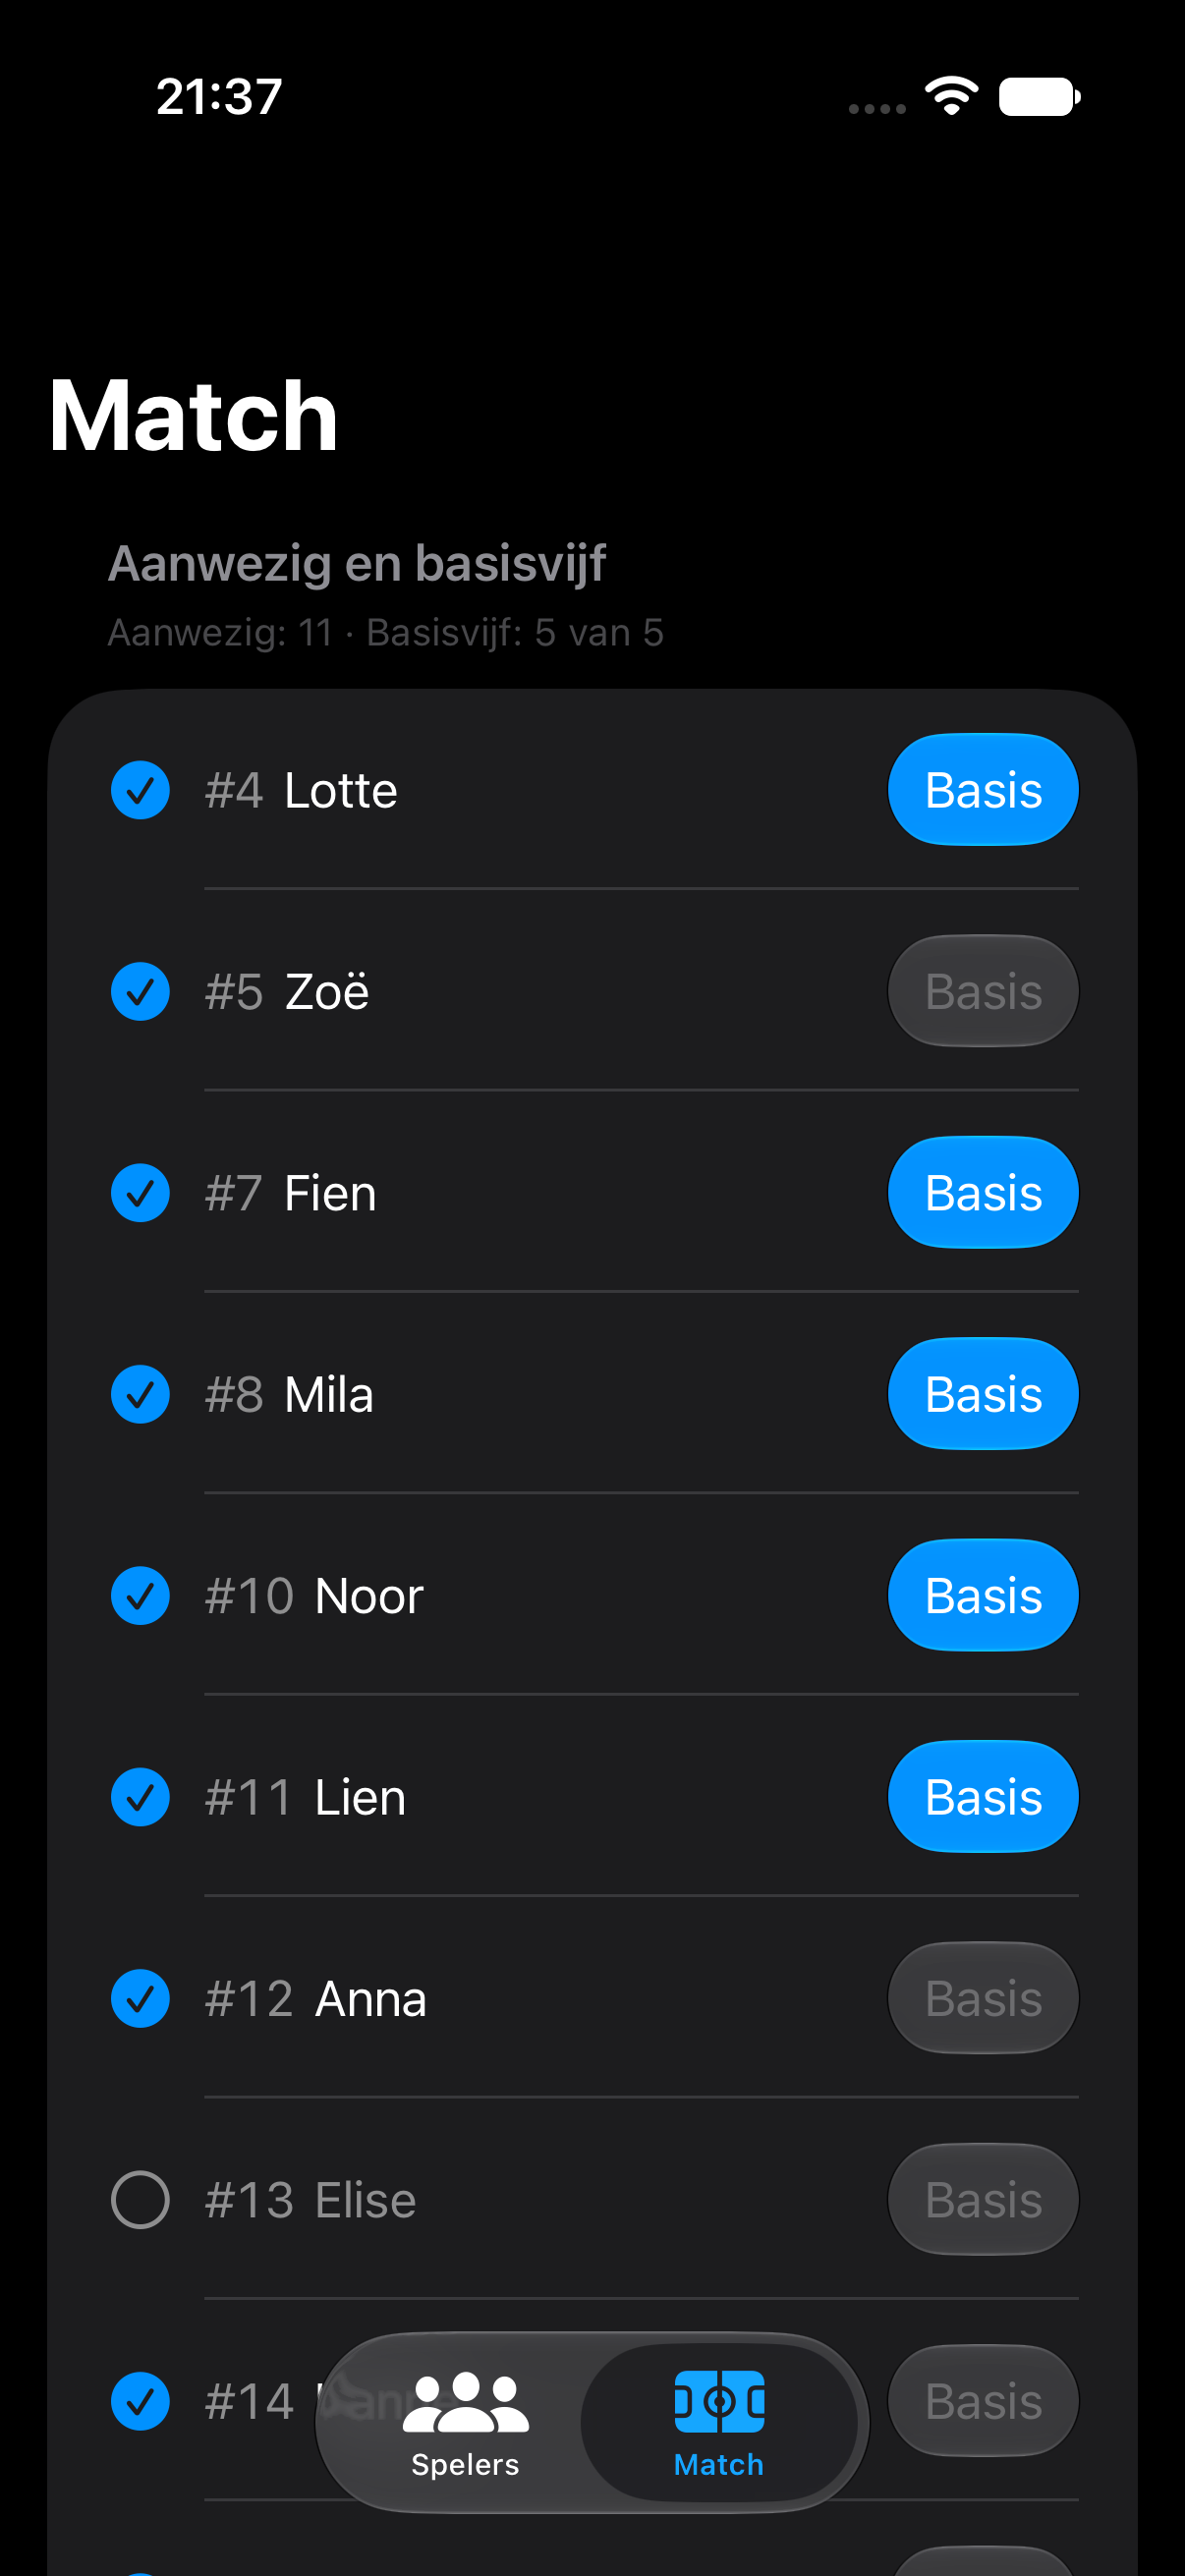 21:37
Match
Aanwezig en basisvijf
Aanwezig: 11 · Basisvijf: 5 van 5
#4 Lotte Basis
#5 Zoë Basis
#7 Fien Basis
#8 Mila Basis
#10 Noor Basis
#11 Lien Basis
#12 Anna Basis
#13 Elise Basis
#14 Basis
Spelers Match